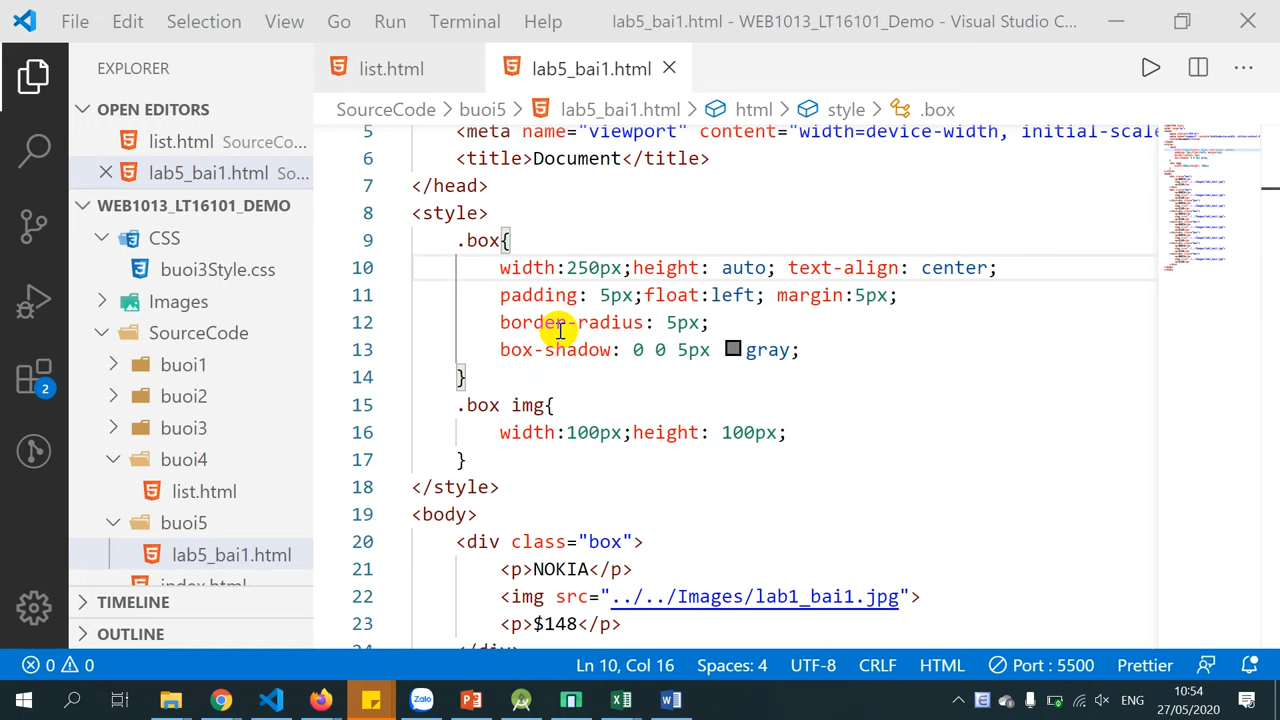 File Edit Selection View Go Run Terminal Help lab5_bai1.html - WEB1013_LT16101_Demo - Visual Studio C...
EXPLORER
OPEN EDITORS
list.html SourceCo...
lab5_bai1.html So...
WEB1013_LT16101_DEMO
CSS
buoi3Style.css
Images
SourceCode
buoi1
buoi2
buoi3
buoi4
list.html
buoi5
lab5_bai1.html
index.html
TIMELINE
OUTLINE
2
list.html lab5_bai1.html
SourceCode > buoi5 > lab5_bai1.html > html > style > .box
5 <meta name="viewport" content="width=device-width, initial-scale
6 <title>Document</title>
7 </head>
8 <style>
9 .box{
10 width:250px;height: auto; text-align: center;
11 padding: 5px;float:left; margin:5px;
12 border-radius: 5px;
13 box-shadow: 0 0 5px gray;
14 }
15 .box img{
16 width:100px;height: 100px;
17 }
18 </style>
19 <body>
20 <div class="box">
21 <p>NOKIA</p>
22 <img src="../../Images/lab1_bai1.jpg">
23 <p>$148</p>
24 </div>
0 0 Ln 10, Col 16 Spaces: 4 UTF-8 CRLF HTML Port : 5500 Prettier
ENG
10:54
27/05/2020